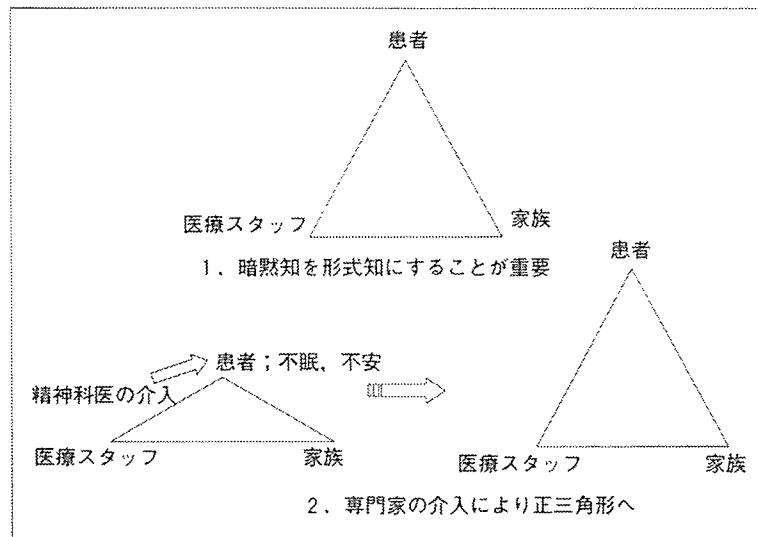 患者
医療スタッフ
家族
1．暗黙知を形式知にすることが重要
患者；不眠，不安
精神科医の介入
医療スタッフ
家族
患者
医療スタッフ
家族
2．専門家の介入により正三角形へ